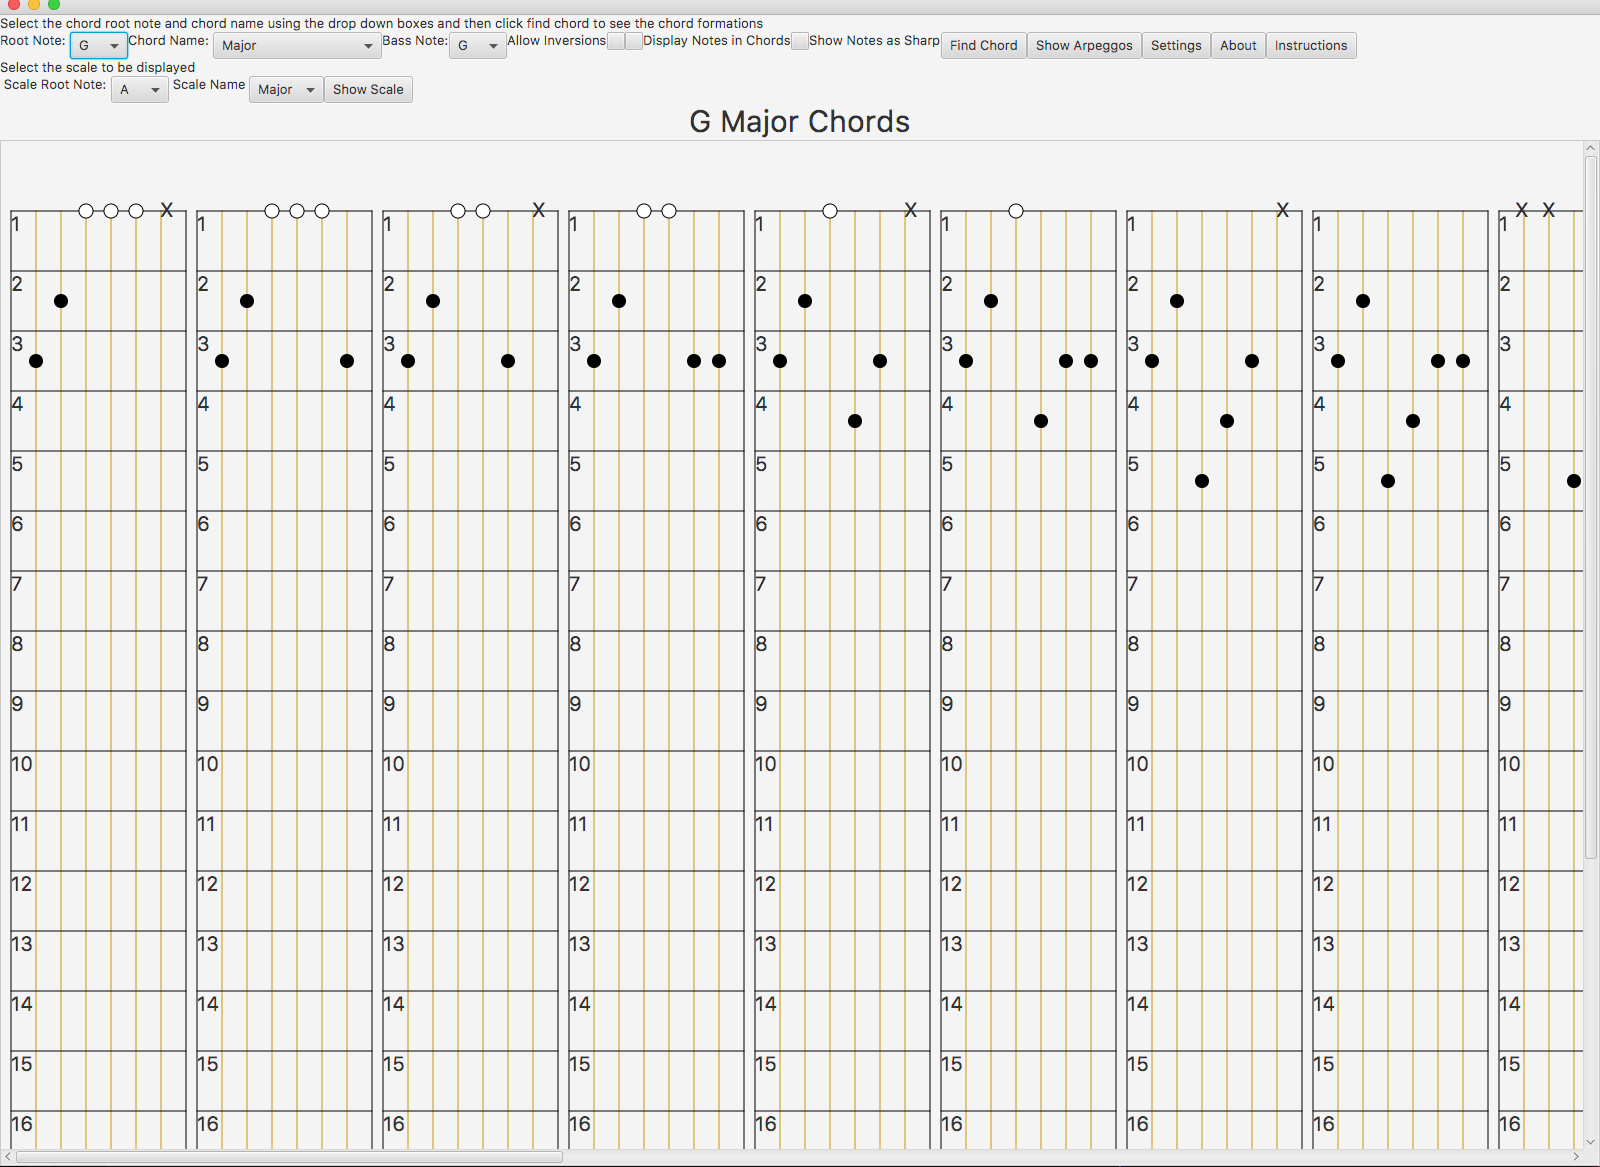 Select the chord root note and chord name using the drop down boxes and then click find chord to see the chord formations
Root Note: G Chord Name: Major Bass Note: G Allow Inversions Display Notes in Chords Show Notes as Sharp Find Chord Show Arpeggos Settings About Instructions
Select the scale to be displayed
Scale Root Note: A Scale Name Major Show Scale
G Major Chords
X X X X X X
1 1 1 1 1 1 1 1 1
2 2 2 2 2 2 2 2 2
3 3 3 3 3 3 3 3 3
4 4 4 4 4 4 4 4 4
5 5 5 5 5 5 5 5 5
6 6 6 6 6 6 6 6 6
7 7 7 7 7 7 7 7 7
8 8 8 8 8 8 8 8 8
9 9 9 9 9 9 9 9 9
10 10 10 10 10 10 10 10 10
11 11 11 11 11 11 11 11 11
12 12 12 12 12 12 12 12 12
13 13 13 13 13 13 13 13 13
14 14 14 14 14 14 14 14 14
15 15 15 15 15 15 15 15 15
16 16 16 16 16 16 16 16 16